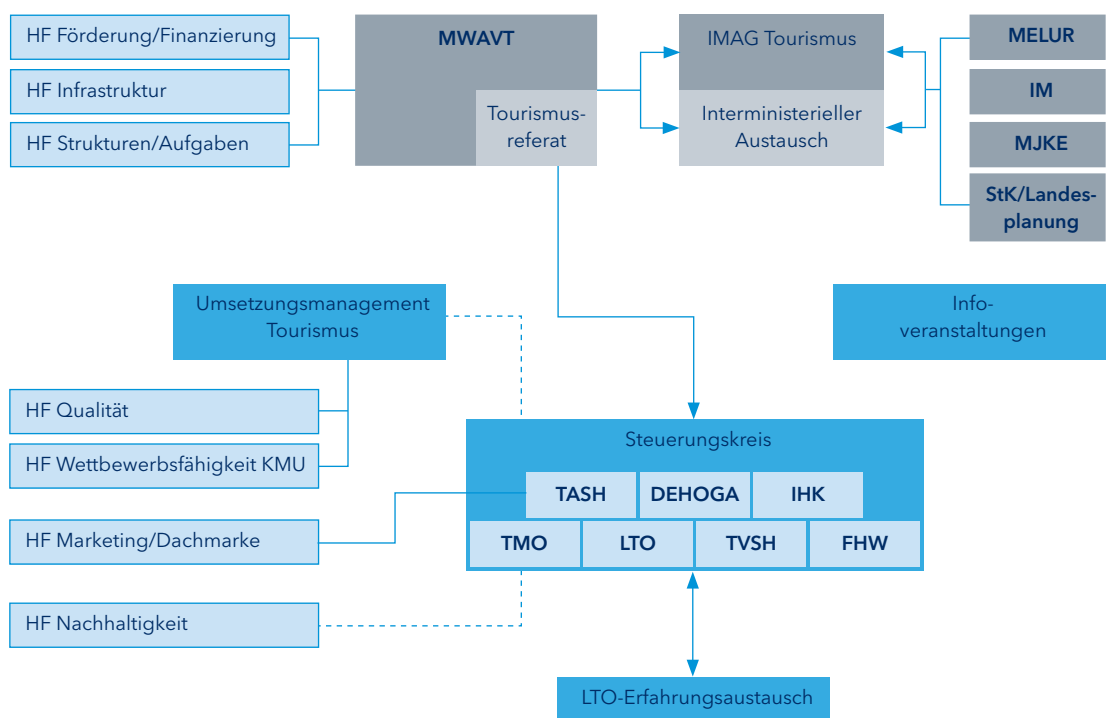 HF Förderung/Finanzierung
HF Infrastruktur
HF Strukturen/Aufgaben
MWAVT
Tourismus-
referat
IMAG Tourismus
Interministerieller
Austausch
MELUR
IM
MJKE
StK/Landes-
planung
Umsetzungsmanagement
Tourismus
Info-
veranstaltungen
HF Qualität
HF Wettbewerbsfähigkeit KMU
HF Marketing/Dachmarke
HF Nachhaltigkeit
Steuerungskreis
TASH
DEHOGA
IHK
TMO
LTO
TVSH
FHW
LTO-Erfahrungsaustausch